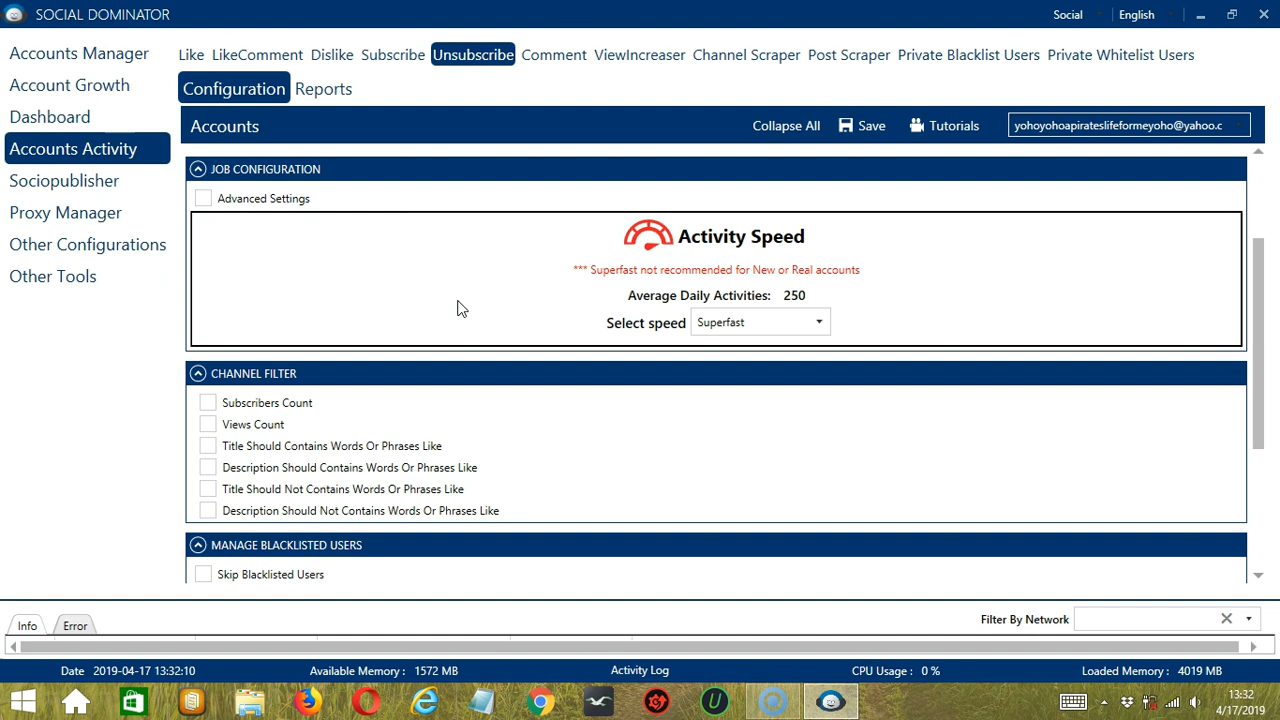 SOCIAL DOMINATOR
Social
English
Accounts Manager
Account Growth
Dashboard
Accounts Activity
Sociopublisher
Proxy Manager
Other Configurations
Other Tools
Like LikeComment Dislike Subscribe Unsubscribe Comment ViewIncreaser Channel Scraper Post Scraper Private Blacklist Users Private Whitelist Users
Configuration Reports
Accounts
Collapse All
Save
Tutorials
yohoyohoapirateslifeformeyoho@yahoo.c
JOB CONFIGURATION
Advanced Settings
Activity Speed
*** Superfast not recommended for New or Real accounts
Average Daily Activities: 250
Select speed Superfast
CHANNEL FILTER
Subscribers Count
Views Count
Title Should Contains Words Or Phrases Like
Description Should Contains Words Or Phrases Like
Title Should Not Contains Words Or Phrases Like
Description Should Not Contains Words Or Phrases Like
MANAGE BLACKLISTED USERS
Skip Blacklisted Users
Info Error
Filter By Network
Date 2019-04-17 13:32:10
Available Memory : 1572 MB
Activity Log
CPU Usage : 0 %
Loaded Memory : 4019 MB
13:32
4/17/2019